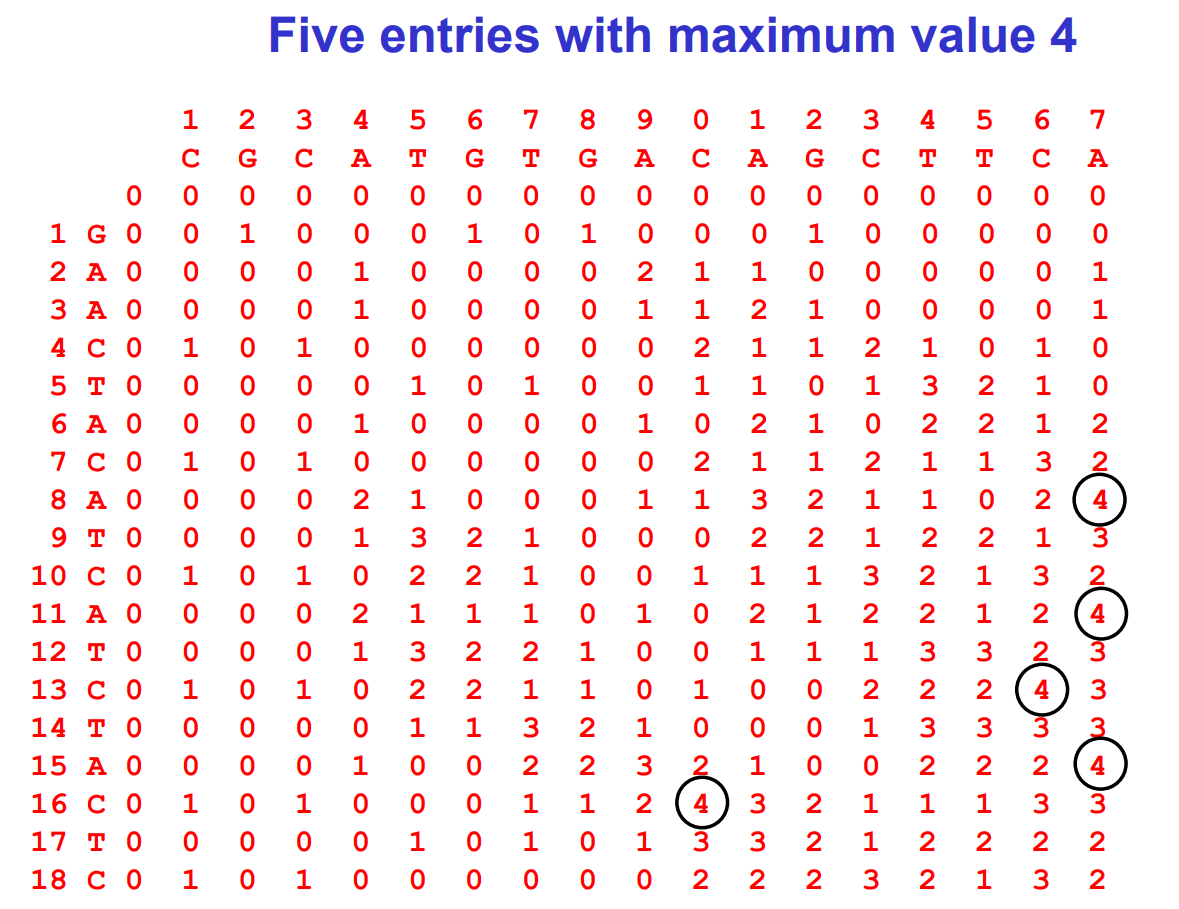 Five entries with maximum value 4
1 2 3 4 5 6 7 8 9 0 1 2 3 4 5 6 7
C G C A T G T G A C A G C T T C A
0 0 0 0 0 0 0 0 0 0 0 0 0 0 0 0 0 0
1 G 0 0 1 0 0 0 1 0 1 0 0 0 1 0 0 0 0 0
2 A 0 0 0 0 1 0 0 0 0 2 1 1 0 0 0 0 0 1
3 A 0 0 0 0 1 0 0 0 0 1 1 2 1 0 0 0 0 1
4 C 0 1 0 1 0 0 0 0 0 0 2 1 1 2 1 0 1 0
5 T 0 0 0 0 0 1 0 1 0 0 1 1 0 1 3 2 1 0
6 A 0 0 0 0 1 0 0 0 0 1 0 2 1 0 2 2 1 2
7 C 0 1 0 1 0 0 0 0 0 0 2 1 1 2 1 1 3 2
8 A 0 0 0 0 2 1 0 0 0 1 1 3 2 1 1 0 2 4
9 T 0 0 0 0 1 3 2 1 0 0 0 2 2 1 2 2 1 3
10 C 0 1 0 1 0 2 2 1 0 0 1 1 1 3 2 1 3 2
11 A 0 0 0 0 2 1 1 1 0 1 0 2 1 2 2 1 2 4
12 T 0 0 0 0 1 3 2 2 1 0 0 1 1 1 3 3 2 3
13 C 0 1 0 1 0 2 2 1 1 0 1 0 0 2 2 2 4 3
14 T 0 0 0 0 0 1 1 3 2 1 0 0 0 1 3 3 3 3
15 A 0 0 0 0 1 0 0 2 2 3 2 1 0 0 2 2 2 4
16 C 0 1 0 1 0 0 0 1 1 2 4 3 2 1 1 1 3 3
17 T 0 0 0 0 0 1 0 1 0 1 3 3 2 1 2 2 2 2
18 C 0 1 0 1 0 0 0 0 0 0 2 2 2 3 2 1 3 2